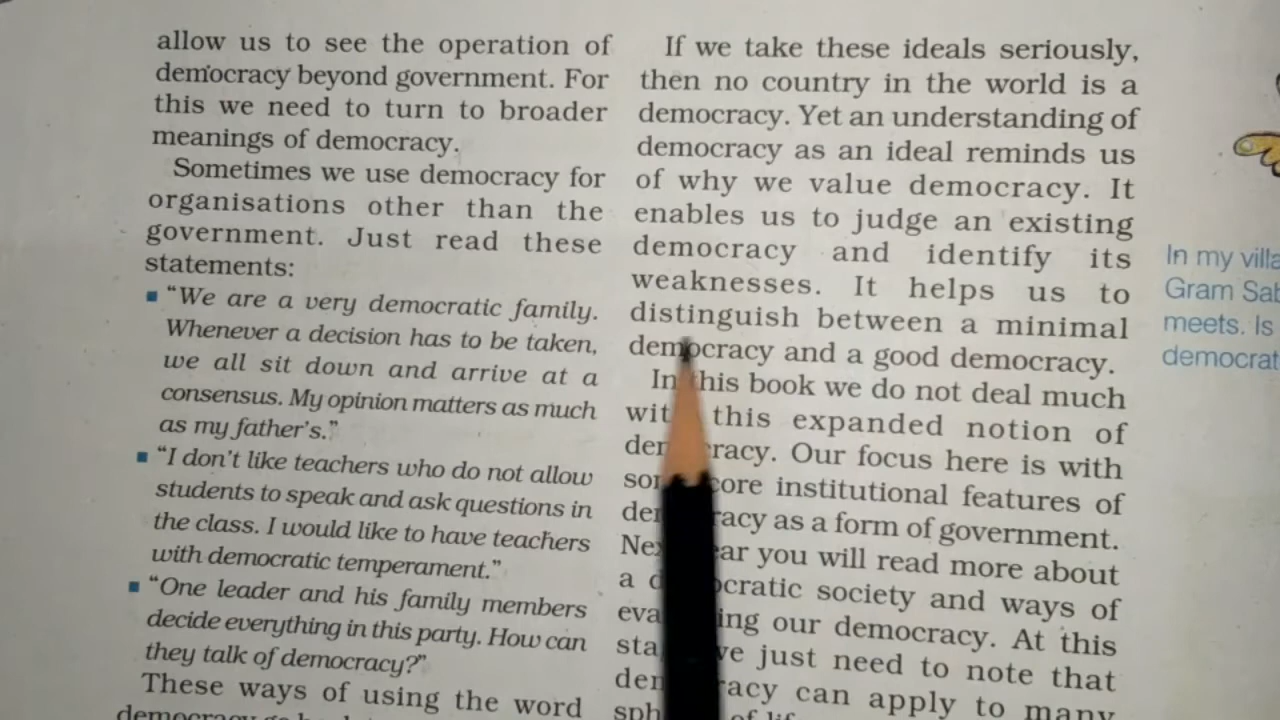 allow us to see the operation of
democracy beyond government. For
this we need to turn to broader
meanings of democracy.
Sometimes we use democracy for
organisations other than the
government. Just read these
statements:
▪ “We are a very democratic family.
Whenever a decision has to be taken,
we all sit down and arrive at a
consensus. My opinion matters as much
as my father's.”
▪ “I don't like teachers who do not allow
students to speak and ask questions in
the class. I would like to have teachers
with democratic temperament.”
▪ “One leader and his family members
decide everything in this party. How can
they talk of democracy?”
These ways of using the word
If we take these ideals seriously,
then no country in the world is a
democracy. Yet an understanding of
democracy as an ideal reminds us
of why we value democracy. It
enables us to judge an existing
democracy and identify its
weaknesses. It helps us to
distinguish between a minimal
democracy and a good democracy.
In this book we do not deal much
with this expanded notion of
democracy. Our focus here is with
core institutional features of
democracy as a form of government.
you will read more about
a democratic society and ways of
our democracy. At this
we just need to note that
democracy can apply to many
of
In my
Gram
meets. Is